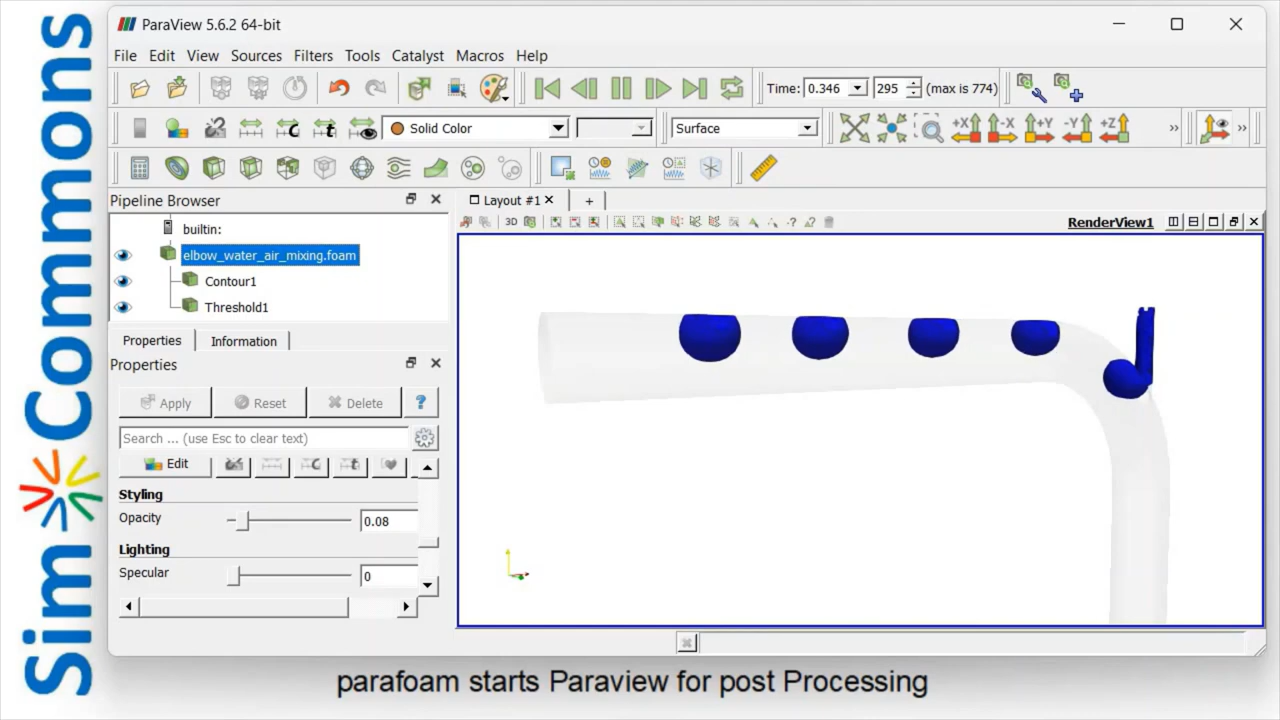 Sim Commons
ParaView 5.6.2 64-bit
File Edit View Sources Filters Tools Catalyst Macros Help
Time: 0.346 295 (max is 774)
Solid Color Surface +X -X +Y -Y +Z »  »
Pipeline Browser
Layout #1 +
3D RenderView1
builtin:
elbow_water_air_mixing.foam
Contour1
Threshold1
Properties Information
Properties
Apply Reset Delete ?
Search ... (use Esc to clear text)
Edit
Styling
Opacity 0.08
Lighting
Specular 0
parafoam starts Paraview for post Processing